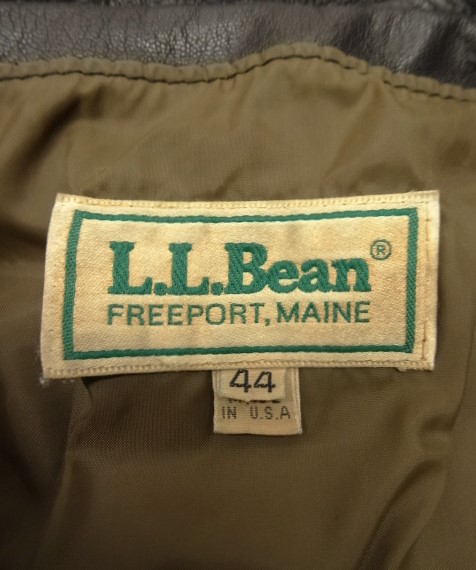 L.L.Bean®
FREEPORT, MAINE
44
IN U.S.A